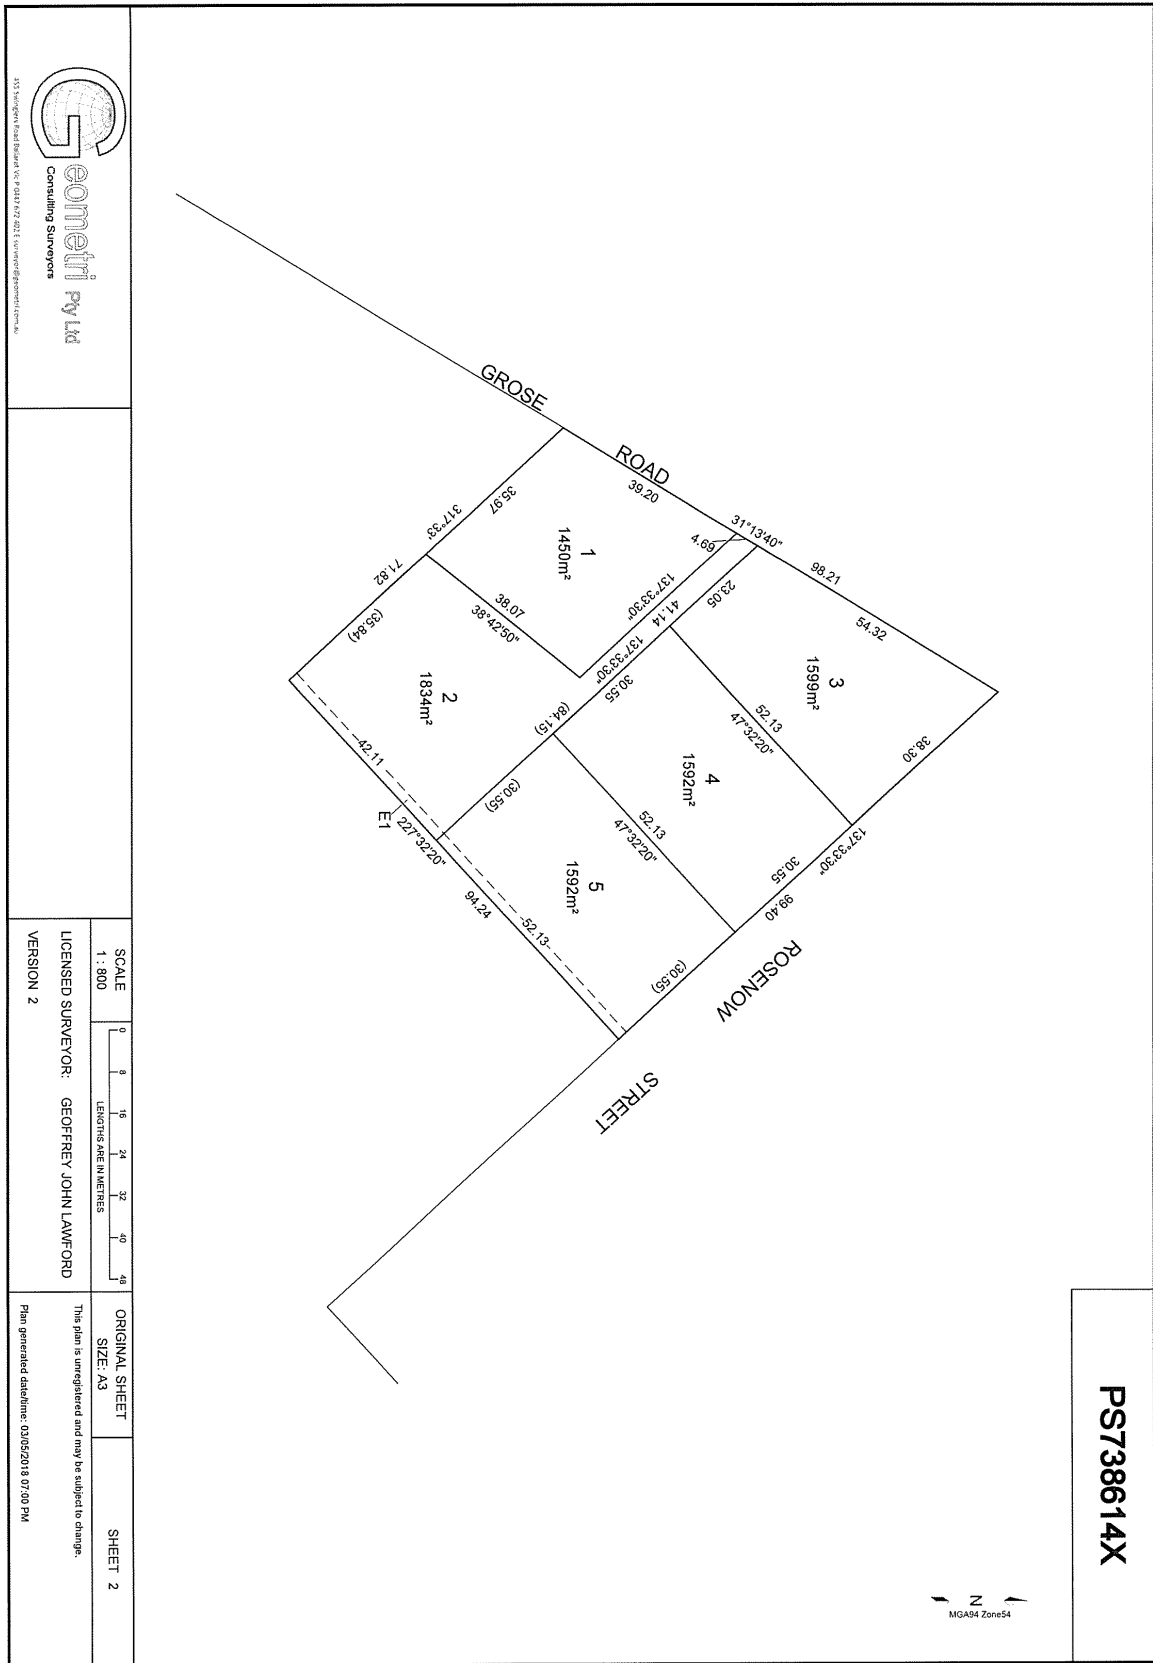 PS738614X
GROSE
ROAD
39.20
31°13'40"
98.21
4.69
54.32
35.97
317°33'
71.82
(35.84)
1
1450m²
38.07
38°42'50"
137°33'30"
41.14
23.05
137°33'30"
30.55
(84.15)
(30.55)
2
1834m²
42.11
E1
227°32'20"
94.24
52.13
3
1599m²
52.13
47°32'20"
38.30
4
1592m²
52.13
47°32'20"
137°33'30"
30.55
99.40
5
1592m²
(30.55)
ROSENOW
STREET
N
MGA94 Zone54
Geometri Pty Ltd
Consulting Surveyors
SCALE
1 : 800
0 8 16 24 32 40 48
LENGTHS ARE IN METRES
ORIGINAL SHEET
SIZE: A3
SHEET 2
LICENSED SURVEYOR: GEOFFREY JOHN LAWFORD
VERSION 2
This plan is unregistered and may be subject to change.
Plan generated date/time: 03/05/2018 07:00 PM